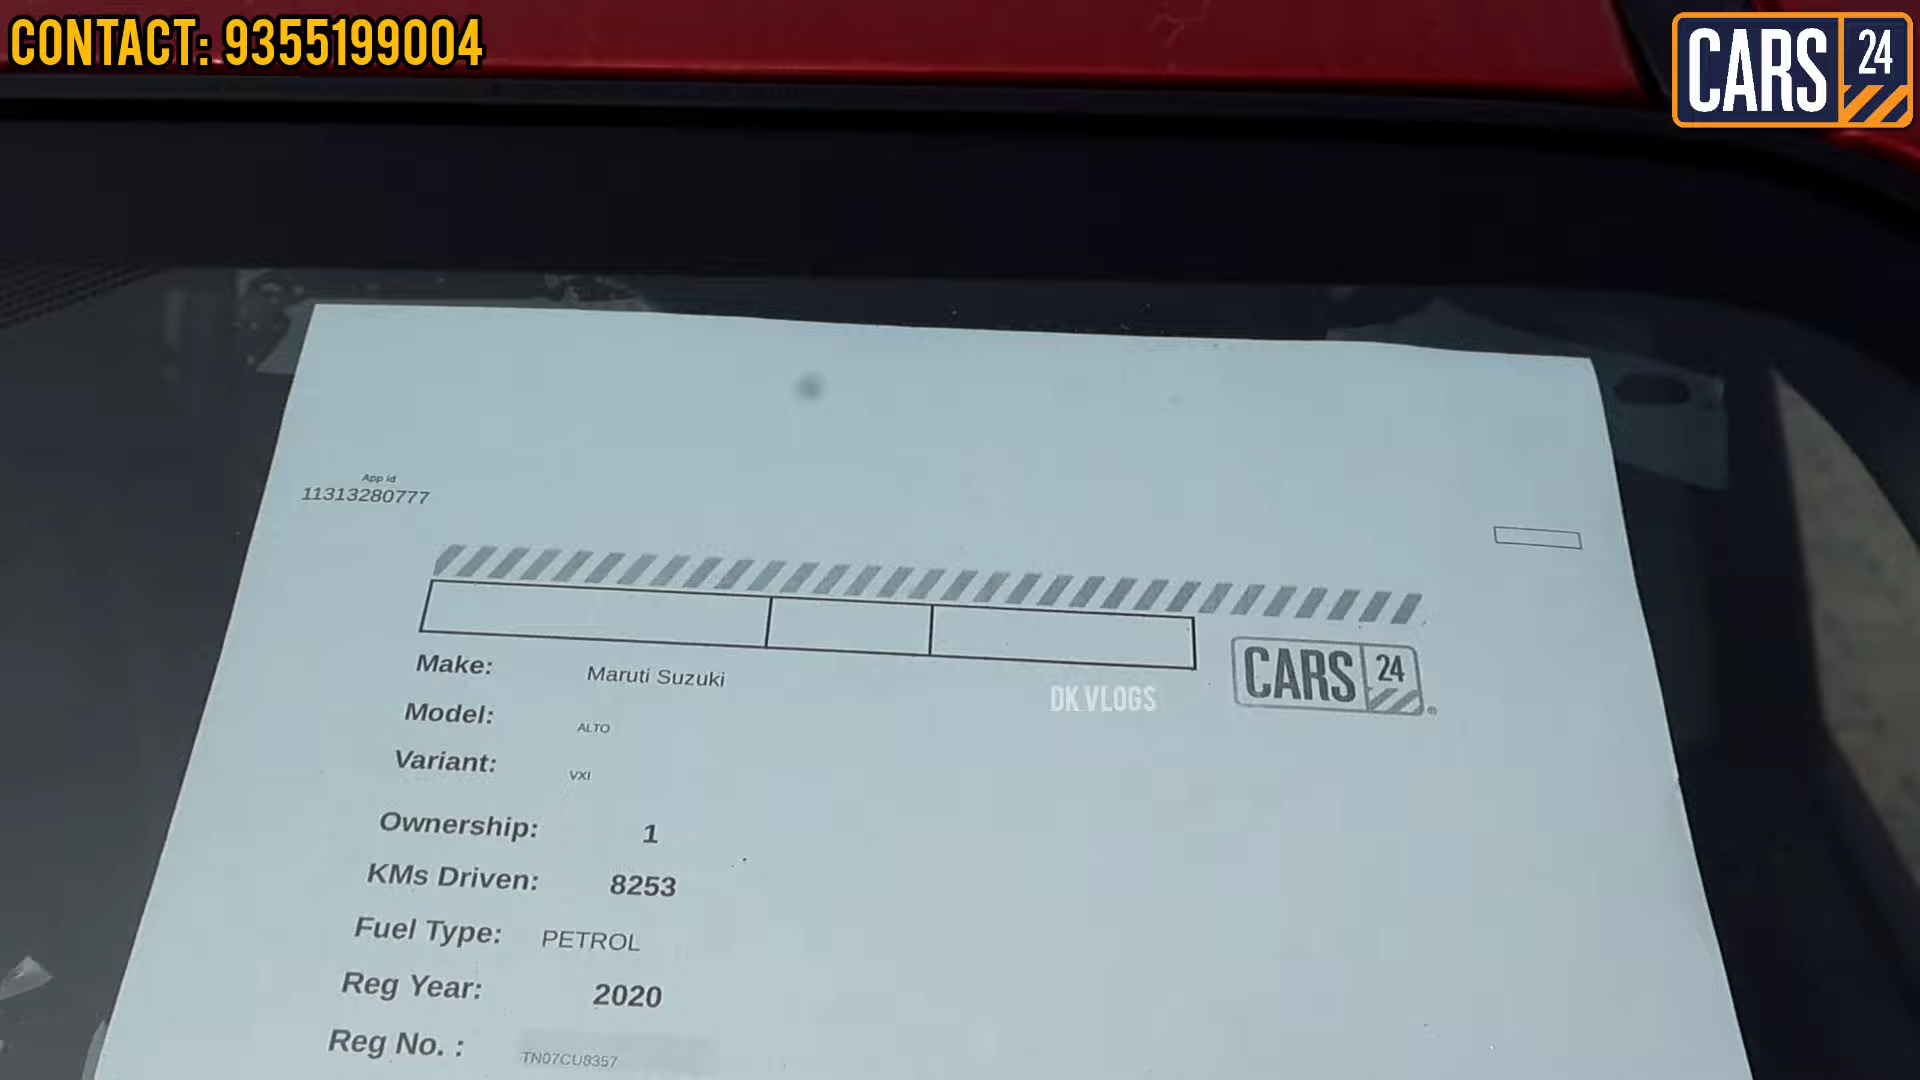 CONTACT: 9355199004
CARS 24
App id
11313280777
CARS 24
DK VLOGS
Make: Maruti Suzuki
Model: ALTO
Variant: VXI
Ownership: 1
KMs Driven: 8253
Fuel Type: PETROL
Reg Year: 2020
Reg No. : TN07CU8357